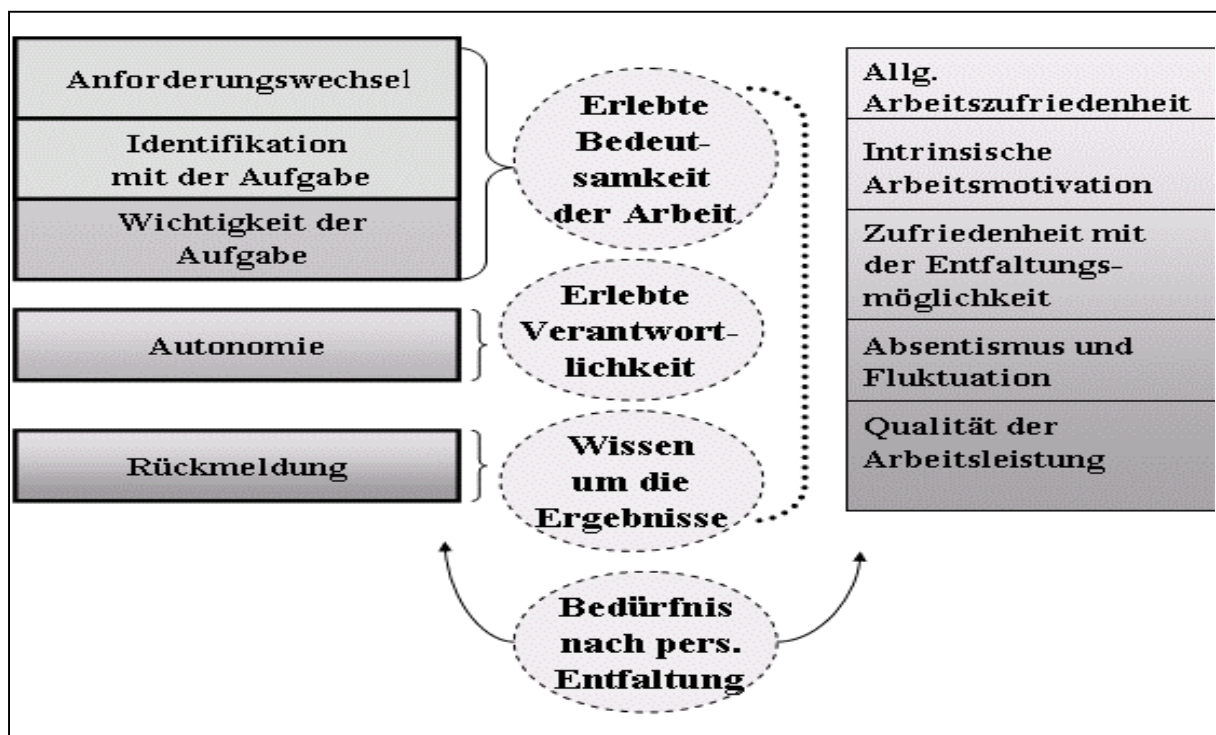 Anforderungswechsel
Identifikation
mit der Aufgabe
Wichtigkeit der
Aufgabe
Autonomie
Rückmeldung
Erlebte
Bedeut-
samkeit
der Arbeit
Erlebte
Verantwort-
lichkeit
Wissen
um die
Ergebnisse
Bedürfnis
nach pers.
Entfaltung
Allg.
Arbeitszufriedenheit
Intrinsische
Arbeitsmotivation
Zufriedenheit mit
der Entfaltungs-
möglichkeit
Absentismus und
Fluktuation
Qualität der
Arbeitsleistung